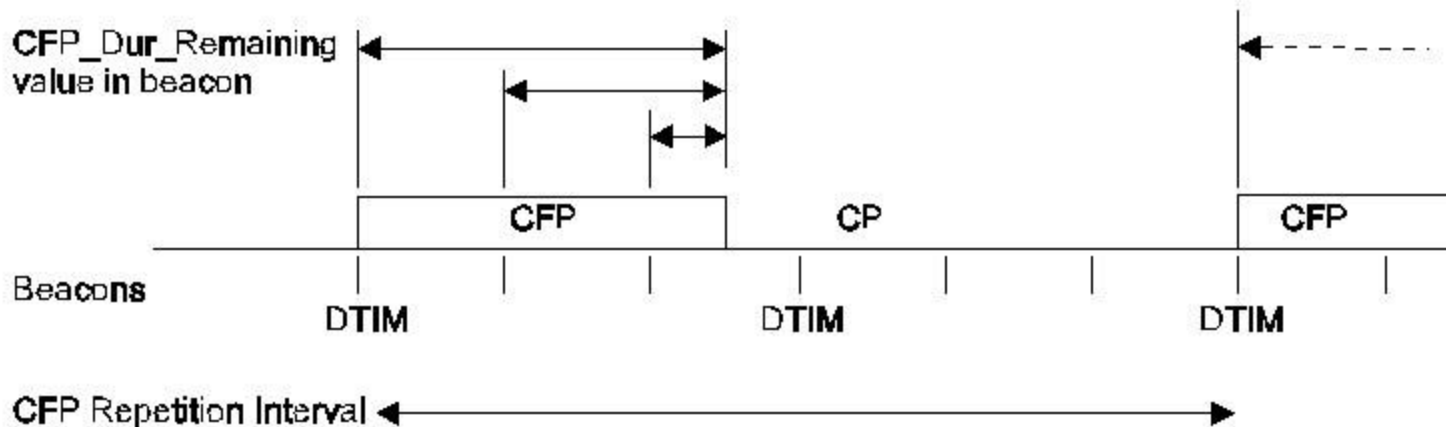 CFP_Dur_Remaining
value in beacon
CFP CP CFP
Beacons
DTIM DTIM DTIM
CFP Repetition Interval